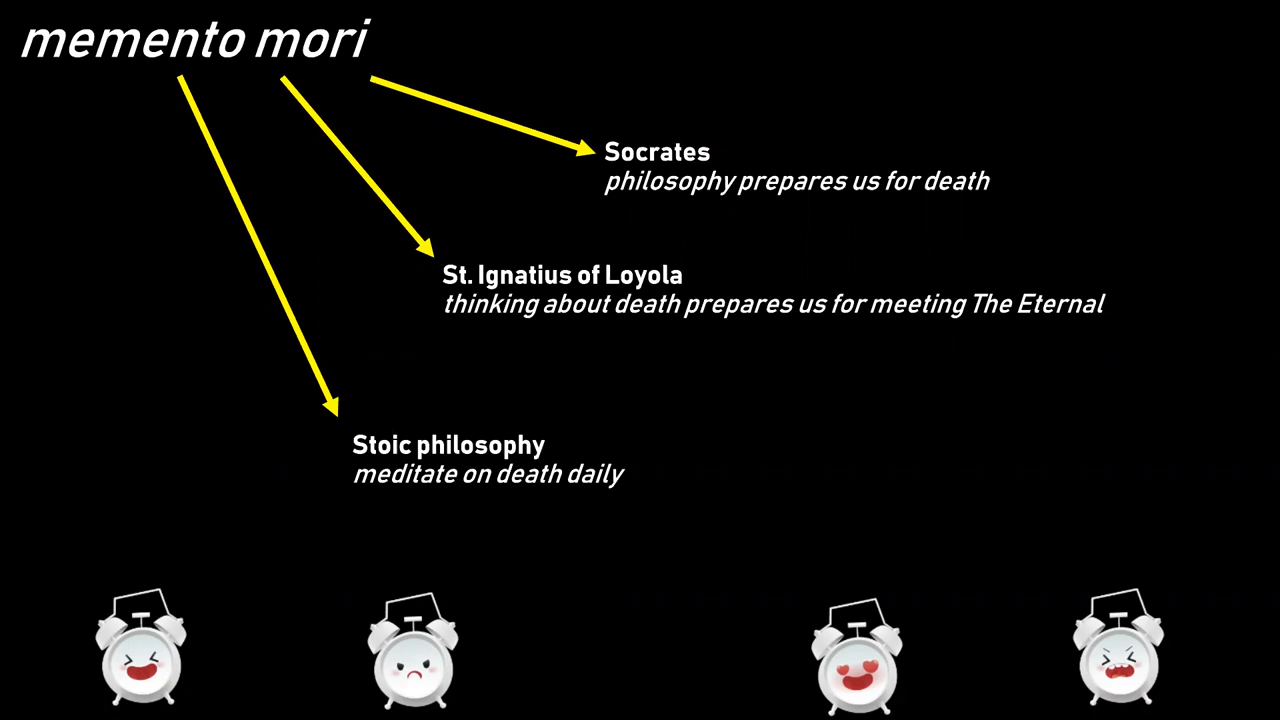 memento mori
Socrates
philosophy prepares us for death
St. Ignatius of Loyola
thinking about death prepares us for meeting The Eternal
Stoic philosophy
meditate on death daily